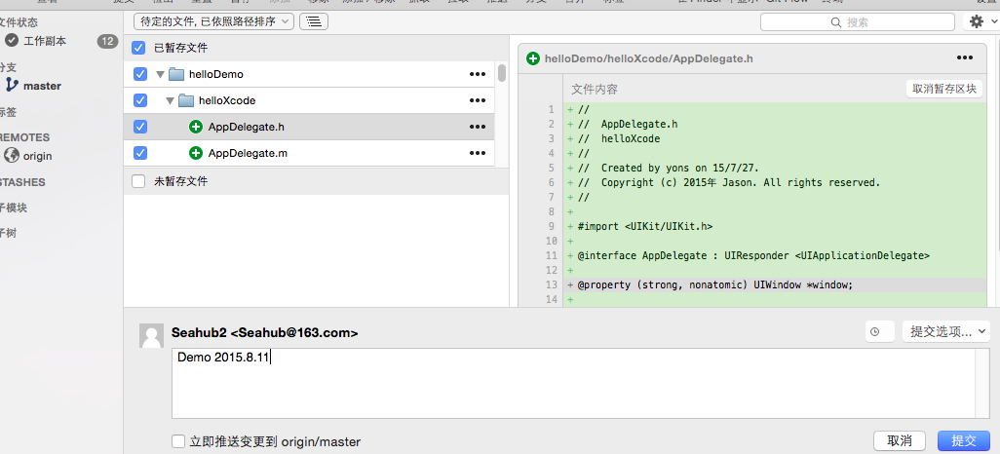 待定的文件, 已依照路径排序
搜索
文件状态
工作副本 12
分支
master
标签
REMOTES
origin
STASHES
子模块
子树
已暂存文件
helloDemo
helloXcode
AppDelegate.h
AppDelegate.m
未暂存文件
helloDemo/helloXcode/AppDelegate.h
文件内容 取消暂存区块
1 + //
2 + //  AppDelegate.h
3 + //  helloXcode
4 + //
5 + //  Created by yons on 15/7/27.
6 + //  Copyright (c) 2015年 Jason. All rights reserved.
7 + //
8 +
9 + #import <UIKit/UIKit.h>
10 +
11 + @interface AppDelegate : UIResponder <UIApplicationDelegate>
12 +
13 + @property (strong, nonatomic) UIWindow *window;
14 +
Seahub2 <Seahub@163.com>
提交选项...
Demo 2015.8.11
立即推送变更到 origin/master
取消
提交